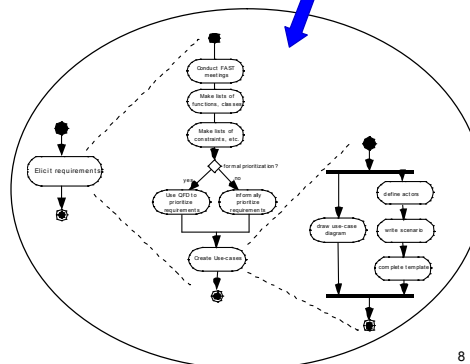 Conduct FAST
meetings
Make lists of
functions, classes
Make lists of
constraints, etc.
formal prioritization?
yes
no
Elicit requirements
Use QFD to
prioritize
requirements
informally
prioritize
requirements
Create Use-cases
define actors
draw use-case
diagram
write scenario
complete template
8